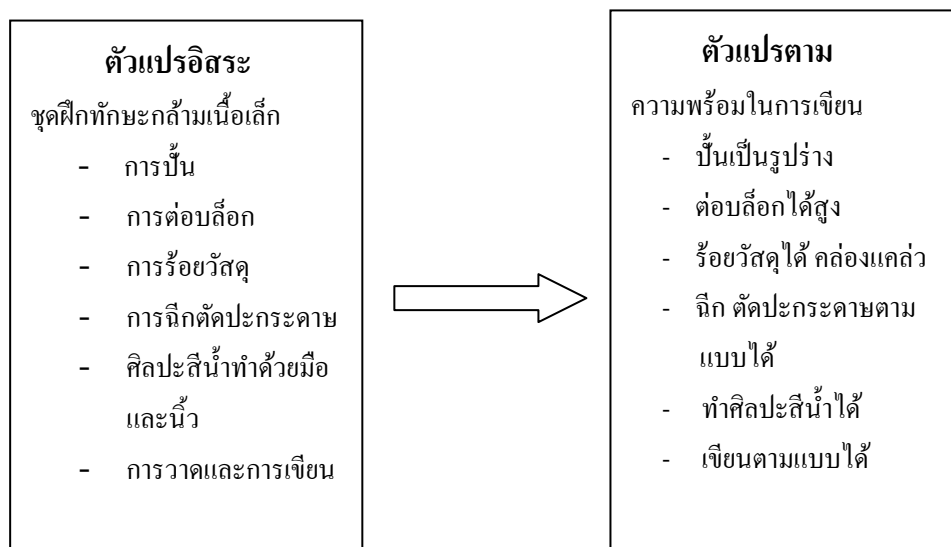 ตัวแปรอิสระ
ชุดฝึกทักษะกล้ามเนื้อเล็ก
- การปั้น
- การต่อบล็อก
- การร้อยวัสดุ
- การฉีกตัดปะกระดาษ
- ศิลปะสีน้ำทำด้วยมือ
และนิ้ว
- การวาดและการเขียน
ตัวแปรตาม
ความพร้อมในการเขียน
- ปั้นเป็นรูปร่าง
- ต่อบล็อกได้สูง
- ร้อยวัสดุได้ คล่องแคล่ว
- ฉีก ตัดปะกระดาษตาม
แบบได้
- ทำศิลปะสีน้ำได้
- เขียนตามแบบได้